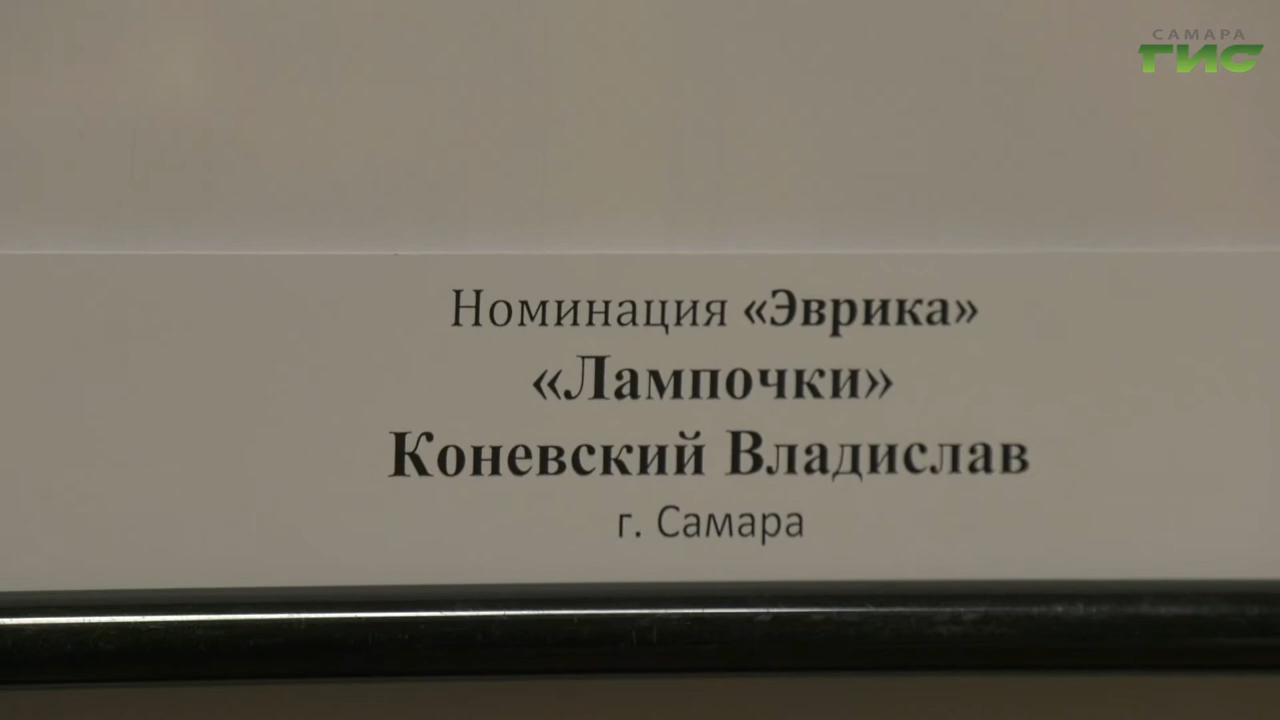 САМАРА
ГИС
Номинация «Эврика»
«Лампочки»
Коневский Владислав
г. Самара